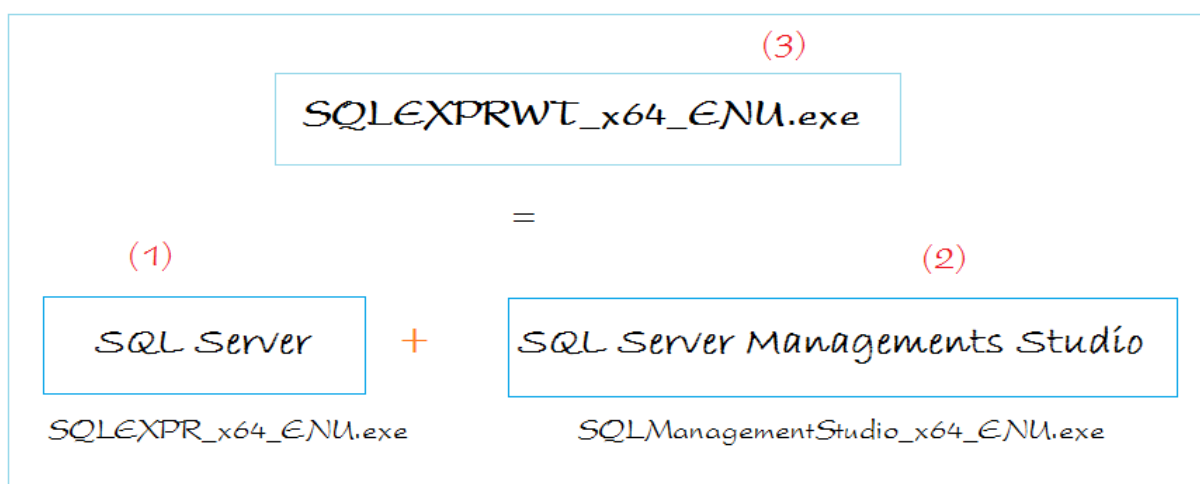 (3)
SQLEXPRWT_x64_ENU.exe
=
(1)
(2)
SQL Server + SQL Server Managements Studio
SQLEXPR_x64_ENU.exe
SQLManagementStudio_x64_ENU.exe